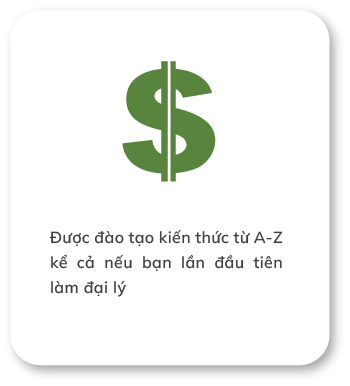 Được đào tạo kiến thức từ A-Z
kể cả nếu bạn lần đầu tiên
làm đại lý